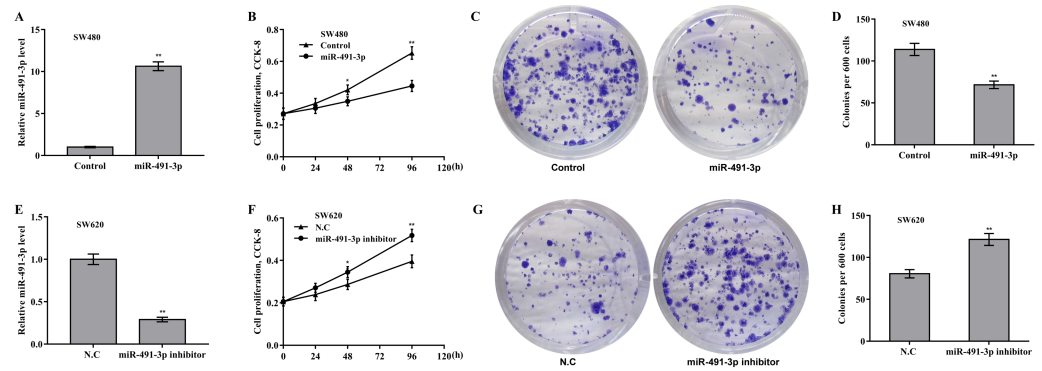 A
SW480
Relative miR-491-3p level
15
10
5
0
**
Control
miR-491-3p
B
SW480
Control
miR-491-3p
Cell proliferation, CCK-8
0.8
0.6
0.4
0.2
*
**
0
24
48
72
96
120(h)
C
Control
miR-491-3p
D
SW480
Colonies per 600 cells
150
100
50
0
**
Control
miR-491-3p
E
SW620
Relative miR-491-3p level
1.5
1.0
0.5
0.0
**
N.C
miR-491-3p inhibitor
F
SW620
N.C
miR-491-3p inhibitor
Cell proliferation, CCK-8
0.6
0.4
0.2
0.0
*
**
0
24
48
72
96
120(h)
G
N.C
miR-491-3p inhibitor
H
SW620
Colonies per 600 cells
150
100
50
0
**
N.C
miR-491-3p inhibitor